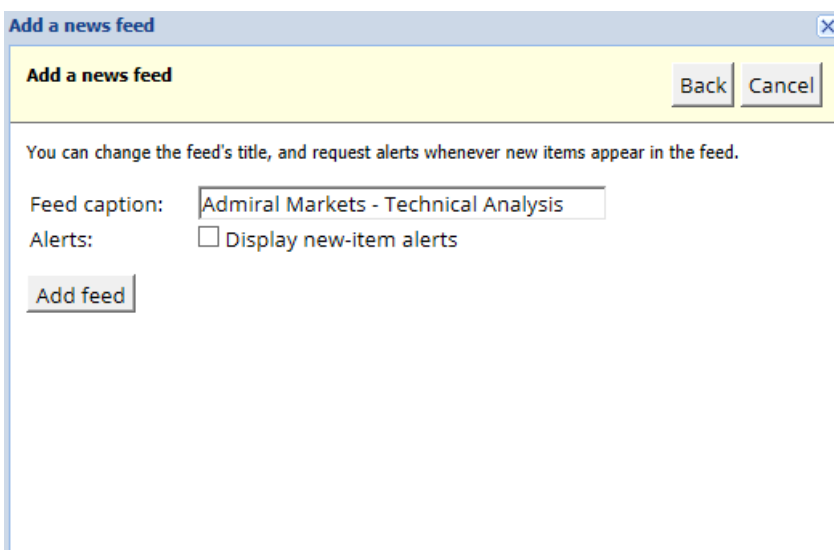 Add a news feed
Add a news feed
Back Cancel
You can change the feed's title, and request alerts whenever new items appear in the feed.
Feed caption: Admiral Markets - Technical Analysis
Alerts: Display new-item alerts
Add feed